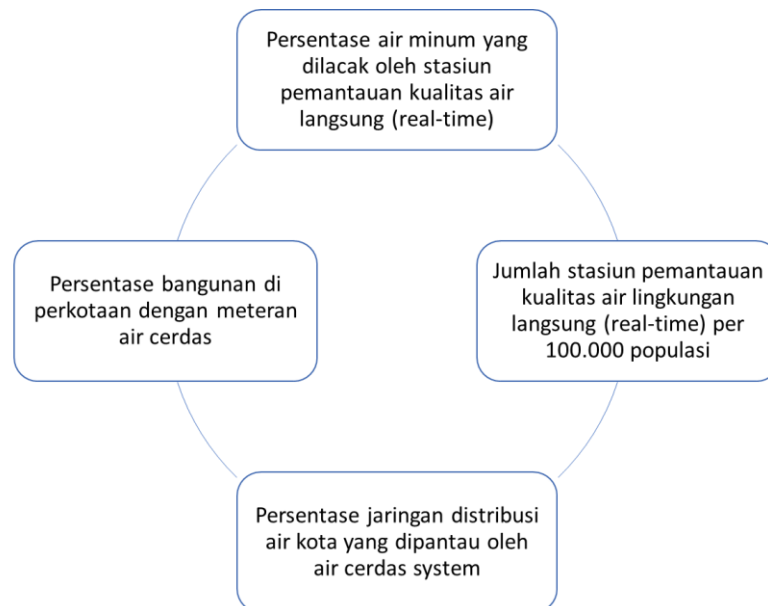 Persentase air minum yang
dilacak oleh stasiun
pemantauan kualitas air
langsung (real-time)
Jumlah stasiun pemantauan
kualitas air lingkungan
langsung (real-time) per
100.000 populasi
Persentase jaringan distribusi
air kota yang dipantau oleh
air cerdas system
Persentase bangunan di
perkotaan dengan meteran
air cerdas